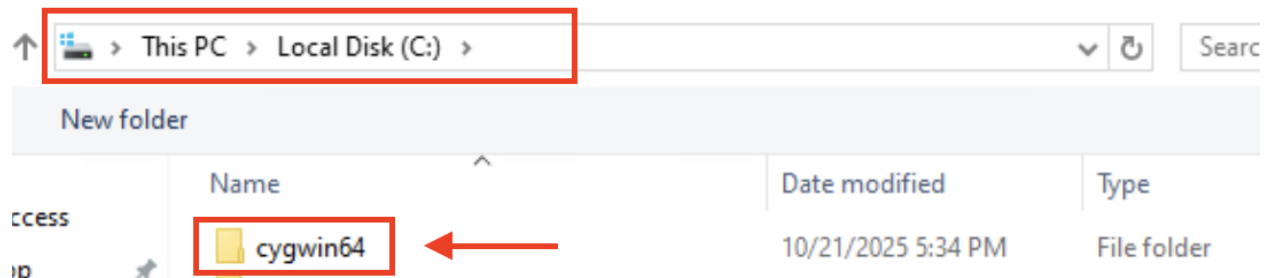 This PC > Local Disk (C:) >
Searc
New folder
Name Date modified Type
ccess
cygwin64 10/21/2025 5:34 PM File folder
op